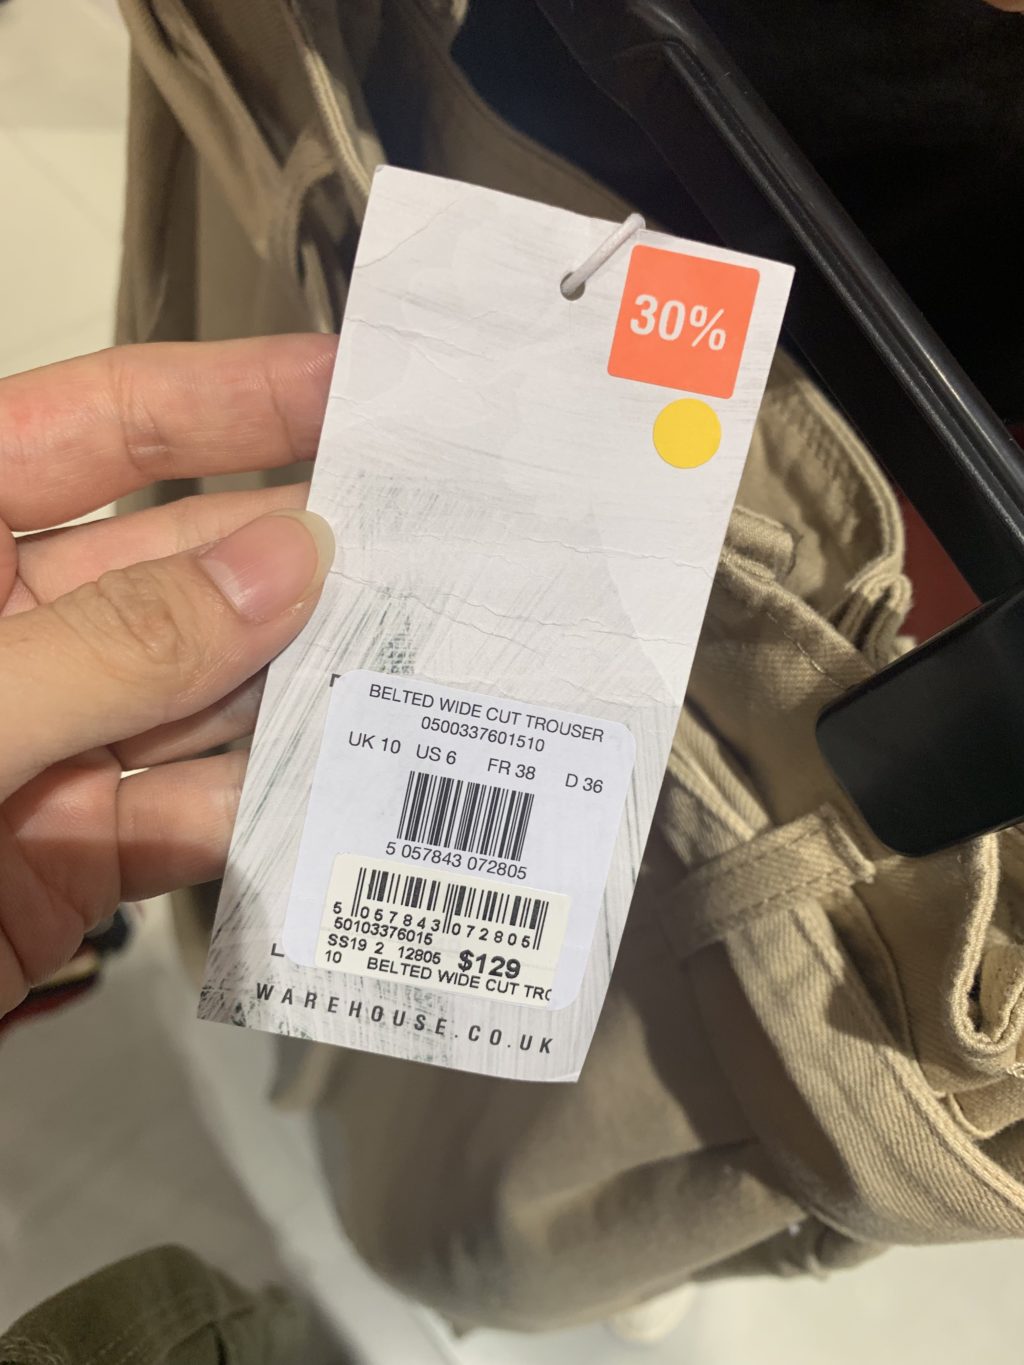 30%
BELTED WIDE CUT TROUSER
0500337601510
UK 10 US 6 FR 38 D 36
5 057843 072805
5 057843 072805
50103376015
SS19 2 12805 $129
10 BELTED WIDE CUT TRO
WAREHOUSE.CO.UK